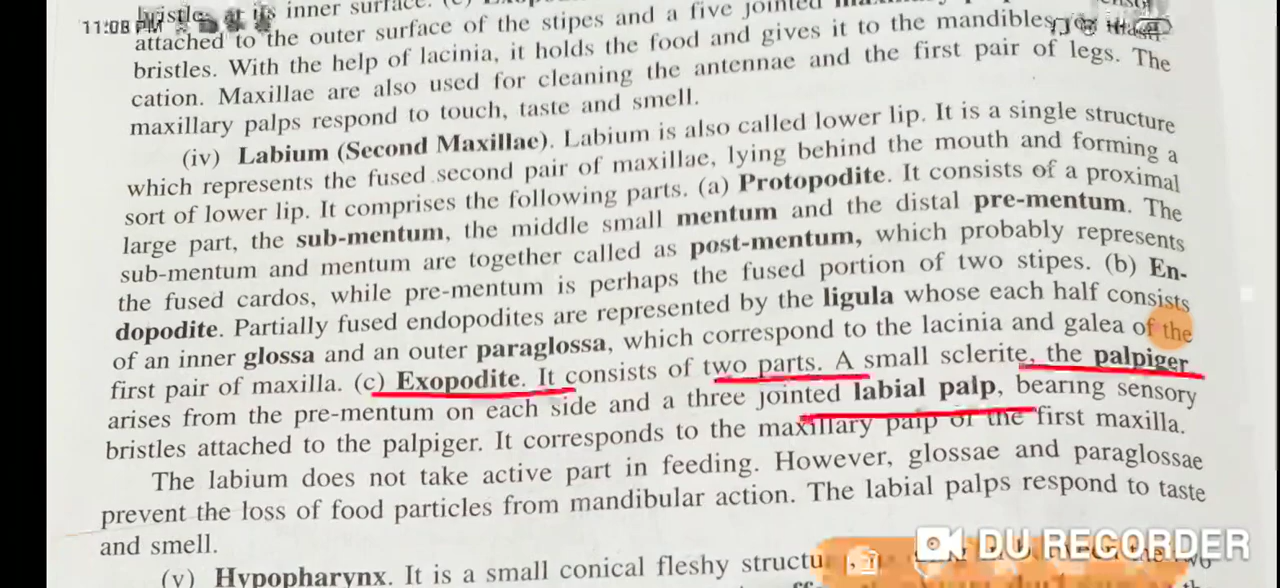 11:08 PM
bristle at its inner surface.
attached to the outer surface of the stipes and a five jointed
bristles. With the help of lacinia, it holds the food and gives it to the mandibles for
cation. Maxillae are also used for cleaning the antennae and the first pair of legs. The
maxillary palps respond to touch, taste and smell.
(iv) Labium (Second Maxillae). Labium is also called lower lip. It is a single structure
which represents the fused second pair of maxillae, lying behind the mouth and forming a
sort of lower lip. It comprises the following parts. (a) Protopodite. It consists of a proximal
large part, the sub-mentum, the middle small mentum and the distal pre-mentum. The
sub-mentum and mentum are together called as post-mentum, which probably represents
the fused cardos, while pre-mentum is perhaps the fused portion of two stipes. (b) En-
dopodite. Partially fused endopodites are represented by the ligula whose each half consists
of an inner glossa and an outer paraglossa, which correspond to the lacinia and galea of the
first pair of maxilla. (c) Exopodite. It consists of two parts. A small sclerite, the palpiger
arises from the pre-mentum on each side and a three jointed labial palp, bearing sensory
bristles attached to the palpiger. It corresponds to the maxillary palp of the first maxilla.
The labium does not take active part in feeding. However, glossae and paraglossae
prevent the loss of food particles from mandibular action. The labial palps respond to taste
and smell.
(v) Hypopharynx. It is a small conical fleshy
DU RECORDER